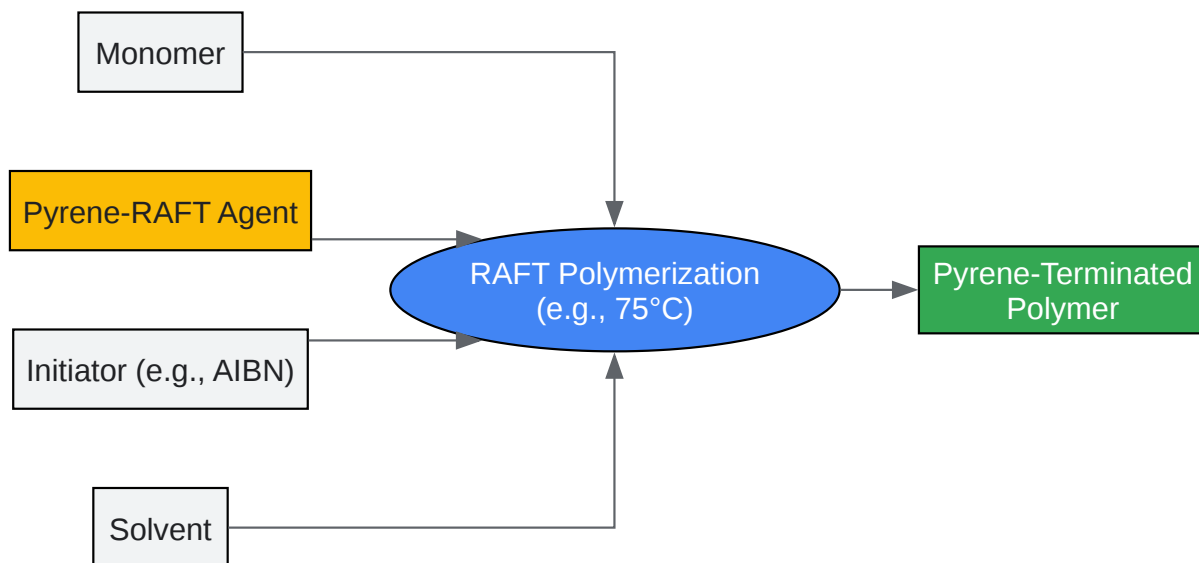 Monomer
Pyrene-RAFT Agent
Initiator (e.g., AIBN)
Solvent
RAFT Polymerization
(e.g., 75°C)
Pyrene-Terminated
Polymer